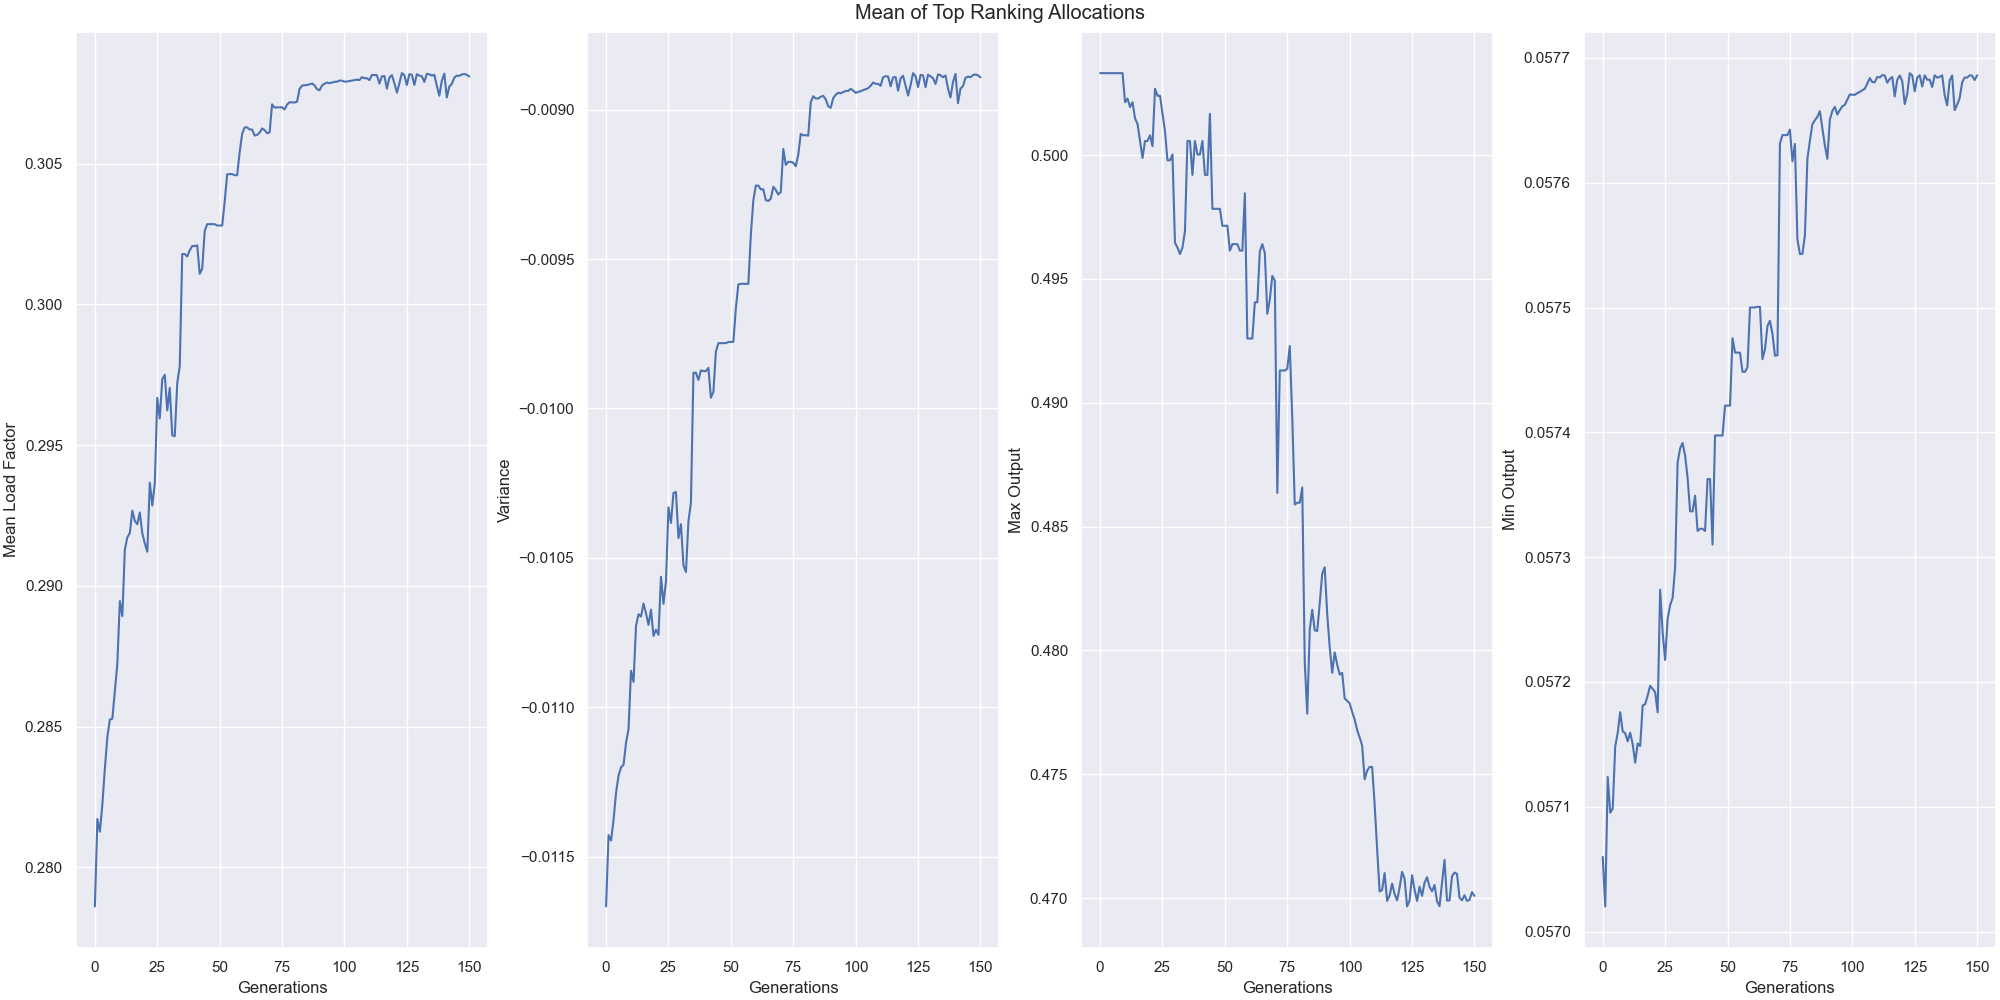 Mean of Top Ranking Allocations
Mean Load Factor
0.305
0.300
0.295
0.290
0.285
0.280
0 25 50 75 100 125 150
Generations
Variance
−0.0090
−0.0095
−0.0100
−0.0105
−0.0110
−0.0115
0 25 50 75 100 125 150
Generations
Max Output
0.500
0.495
0.490
0.485
0.480
0.475
0.470
0 25 50 75 100 125 150
Generations
Min Output
0.0577
0.0576
0.0575
0.0574
0.0573
0.0572
0.0571
0.0570
0 25 50 75 100 125 150
Generations